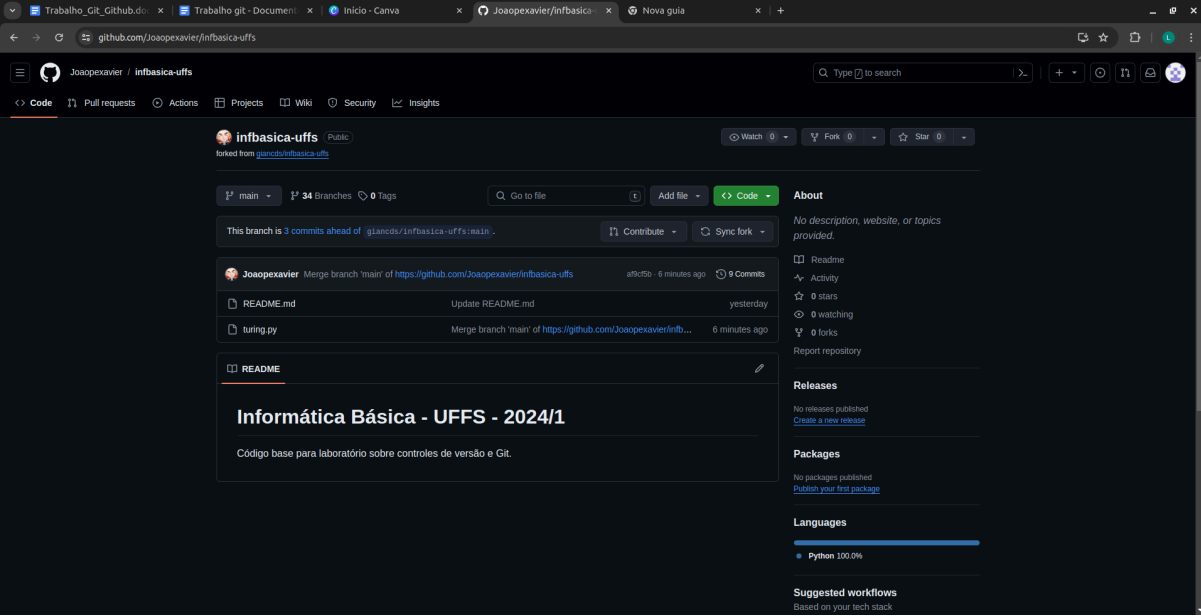 Trabalho_Git_Github.do Trabalho git - Document Início - Canva Joaopexavier/infbasica- Nova guia
github.com/Joaopexavier/infbasica-uffs L
Joaopexavier / infbasica-uffs Type / to search
Code Pull requests Actions Projects Wiki Security Insights
infbasica-uffs Public Watch 0 Fork 0 Star 0
forked from giancds/infbasica-uffs
main 34 Branches 0 Tags Go to file t Add file Code
This branch is 3 commits ahead of giancds/infbasica-uffs:main . Contribute Sync fork
Joaopexavier Merge branch 'main' of https://github.com/Joaopexavier/infbasica-uffs af9cf5b · 6 minutes ago 9 Commits
README.md Update README.md yesterday
turing.py Merge branch 'main' of https://github.com/Joaopexavier/infb... 6 minutes ago
README
Informática Básica - UFFS - 2024/1
Código base para laboratório sobre controles de versão e Git.
About
No description, website, or topics
provided.
Readme
Activity
0 stars
0 watching
0 forks
Report repository
Releases
No releases published
Create a new release
Packages
No packages published
Publish your first package
Languages
Python 100.0%
Suggested workflows
Based on your tech stack